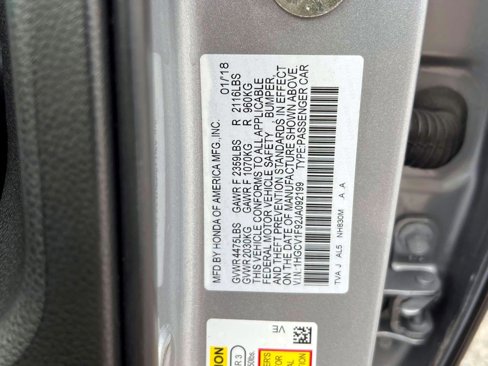 MFD BY HONDA OF AMERICA MFG.,INC. 01/18
GVWR 4475LBS GAWR F 2359LBS R 2116LBS
GVWR 2030KG GAWR F 1070KG R 960KG
THIS VEHICLE CONFORMS TO ALL APPLICABLE
FEDERAL MOTOR VEHICLE SAFETY BUMPER,
AND THEFT PREVENTION STANDARDS IN EFFECT
ON THE DATE OF MANUFACTURE SHOWN ABOVE.
V.I.N:1HGCV1F92JA092199 TYPE:PASSENGER CAR
TVA J AL5 NH830M A A
VE